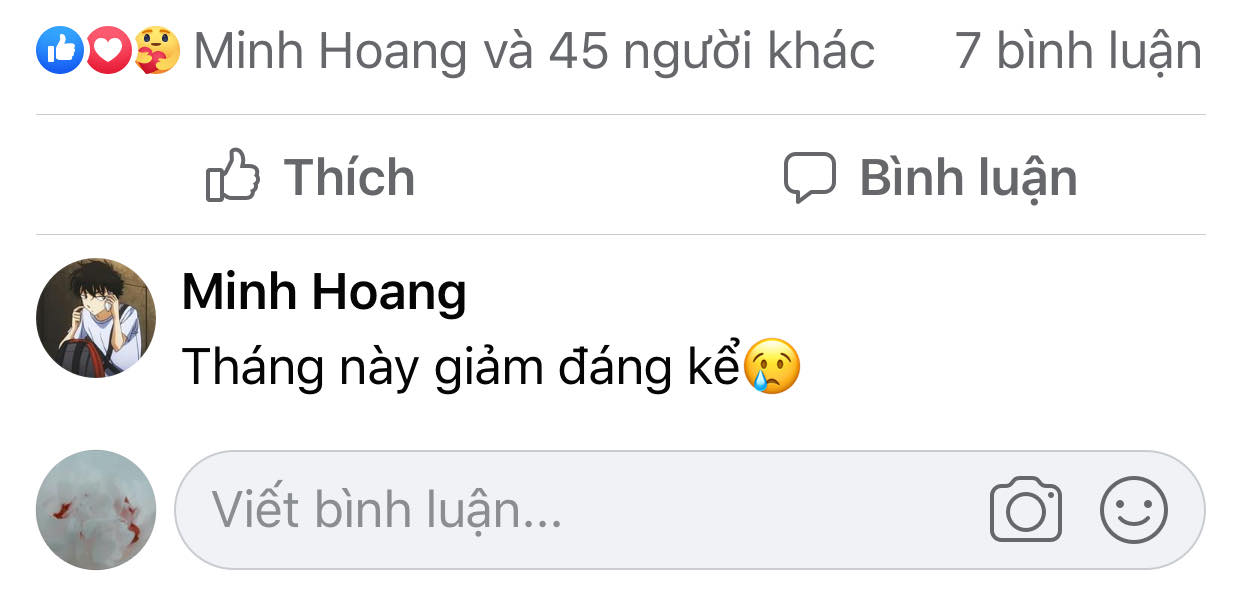 Minh Hoang và 45 người khác
7 bình luận
Thích
Bình luận
Minh Hoang
Tháng này giảm đáng kể😢
Viết bình luận...